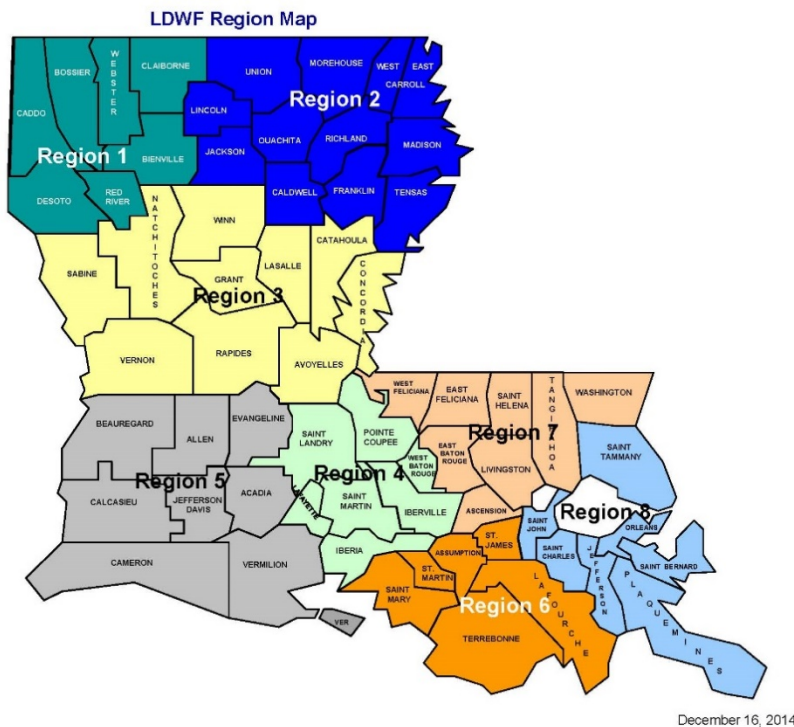 LDWF Region Map
WEBSTER
BOSSIER
CLAIBORNE
UNION
MOREHOUSE
WEST
EAST
CARROLL
CADDO
LINCOLN
Region 2
Region 1
OUACHITA
RICHLAND
BIENVILLE
JACKSON
MADISON
DESOTO
RED
RIVER
CALDWELL
FRANKLIN
TENSAS
NATCHITOCHES
WINN
CATAHOULA
SABINE
GRANT
LASALLE
CONCORDIA
Region 3
VERNON
RAPIDES
AVOYELLES
WEST
FELICIANA
EAST
FELICIANA
SAINT
HELENA
TANGIPAHOA
WASHINGTON
BEAUREGARD
ALLEN
EVANGELINE
SAINT
LANDRY
POINTE
COUPEE
Region 7
EAST
BATON
ROUGE
WEST
BATON
ROUGE
LIVINGSTON
SAINT
TAMMANY
Region 5
Region 4
CALCASIEU
JEFFERSON
DAVIS
ACADIA
LAFAYETTE
SAINT
MARTIN
IBERVILLE
ASCENSION
Region 8
SAINT
JOHN
ORLEANS
CAMERON
VERMILION
IBERIA
ASSUMPTION
ST.
JAMES
SAINT
CHARLES
JEFFERSON
SAINT BERNARD
SAINT
MARY
ST.
MARTIN
LAFOURCHE
PLAQUEMINES
Region 6
VER
TERREBONNE
December 16, 2014